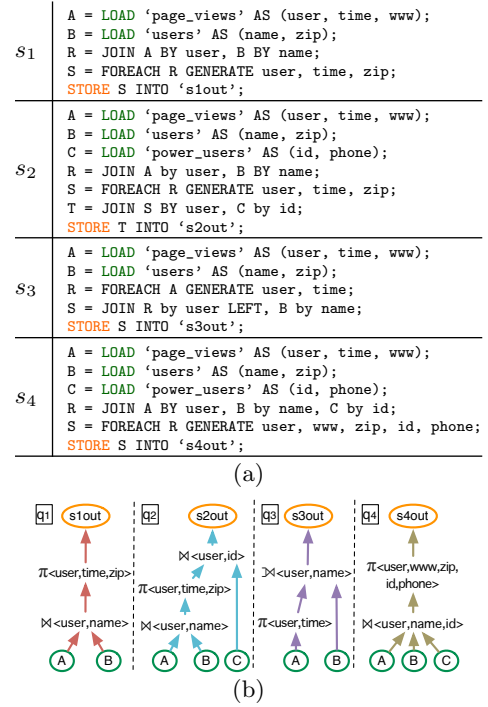 s1
A = LOAD ‘page_views’ AS (user, time, www);
B = LOAD ‘users’ AS (name, zip);
R = JOIN A BY user, B BY name;
S = FOREACH R GENERATE user, time, zip;
STORE S INTO ‘s1out’;
s2
A = LOAD ‘page_views’ AS (user, time, www);
B = LOAD ‘users’ AS (name, zip);
C = LOAD ‘power_users’ AS (id, phone);
R = JOIN A by user, B BY name;
S = FOREACH R GENERATE user, time, zip;
T = JOIN S BY user, C by id;
STORE T INTO ‘s2out’;
s3
A = LOAD ‘page_views’ AS (user, time, www);
B = LOAD ‘users’ AS (name, zip);
R = FOREACH A GENERATE user, time;
S = JOIN R by user LEFT, B by name;
STORE S INTO ‘s3out’;
s4
A = LOAD ‘page_views’ AS (user, time, www);
B = LOAD ‘users’ AS (name, zip);
C = LOAD ‘power_users’ AS (id, phone);
R = JOIN A BY user, B by name, C by id;
S = FOREACH R GENERATE user, www, zip, id, phone;
STORE S INTO ‘s4out’;
(a)
q1
s1out
π<user,time,zip>
⋈<user,name>
A B
q2
s2out
⋈<user,id>
π<user,time,zip>
⋈<user,name>
A B C
q3
s3out
⟕<user,name>
π<user,time>
A B
q4
s4out
π<user,www,zip,
id,phone>
⋈<user,name,id>
A B C
(b)